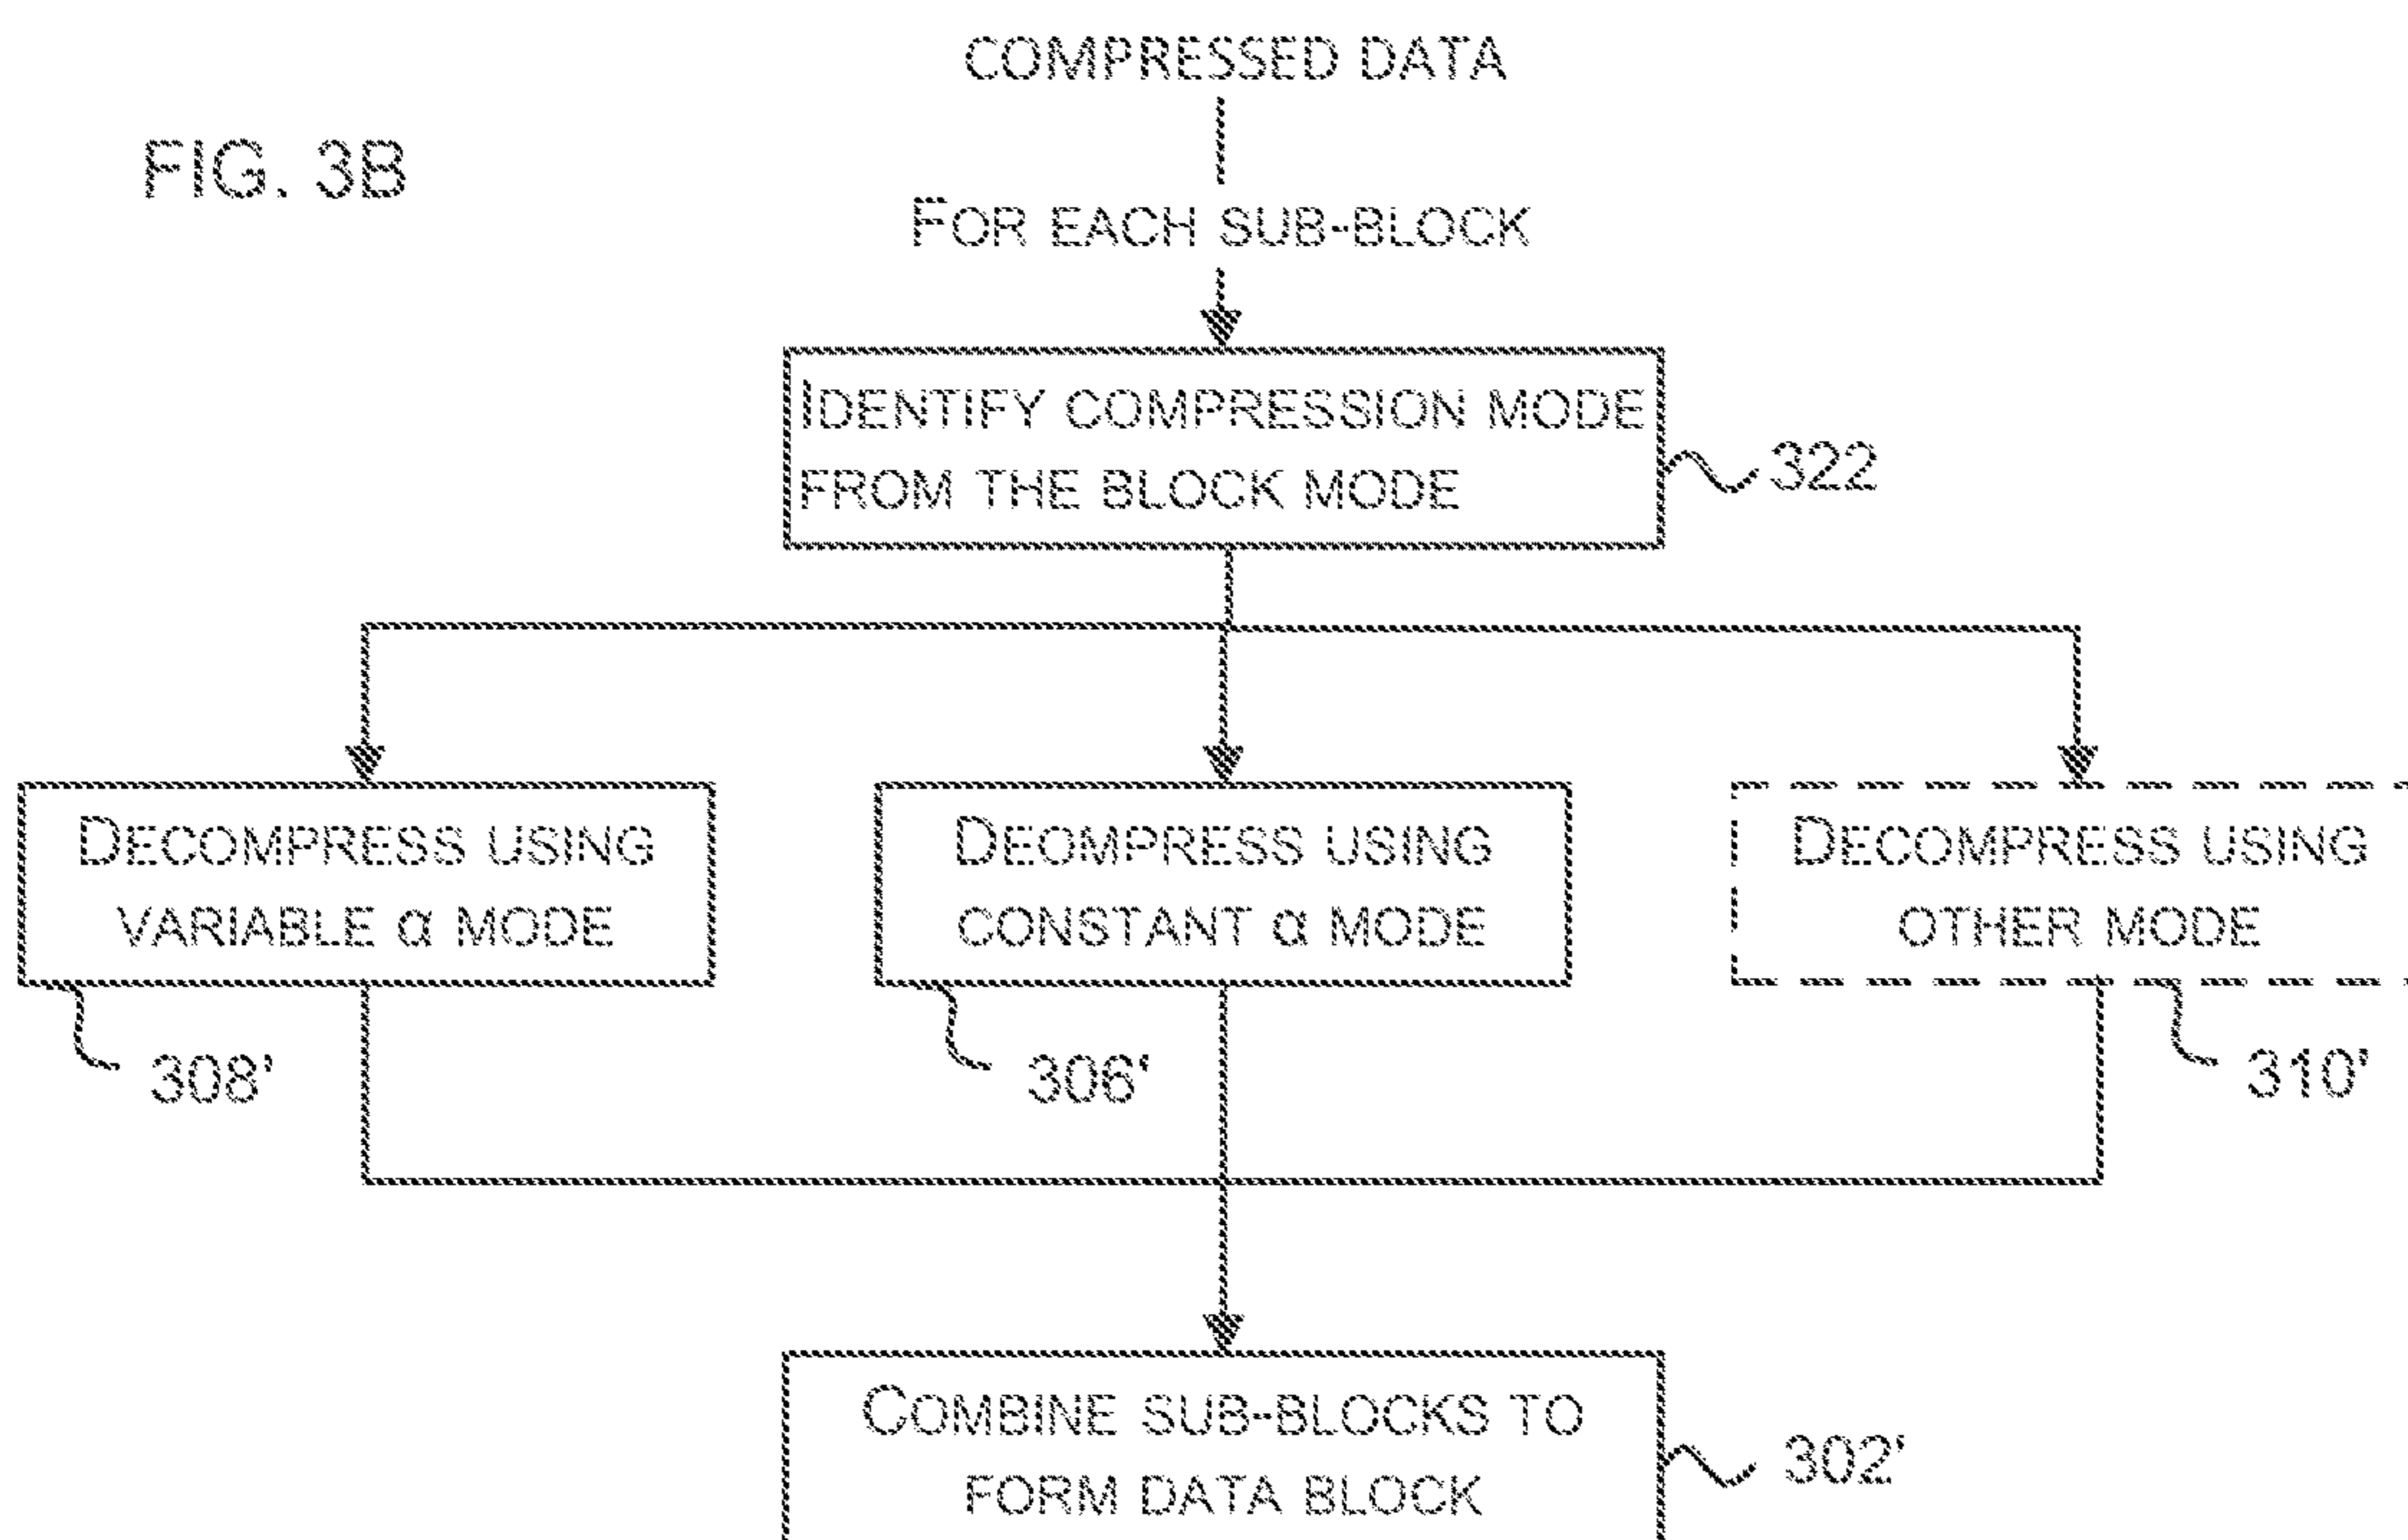 COMPRESSED DATA
FIG. 3B
FOR EACH SUB-BLOCK
IDENTIFY COMPRESSION MODE
FROM THE BLOCK MODE
322
DECOMPRESS USING
VARIABLE α MODE
308'
DEOMPRESS USING
CONSTANT α MODE
306'
DECOMPRESS USING
OTHER MODE
310'
COMBINE SUB-BLOCKS TO
FORM DATA BLOCK
302'